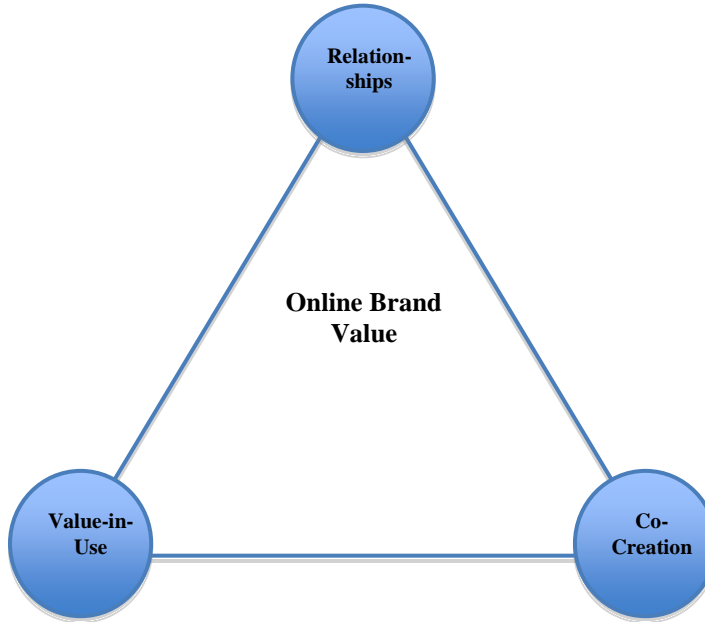 Relation-
ships
Online Brand
Value
Value-in-
Use
Co-
Creation